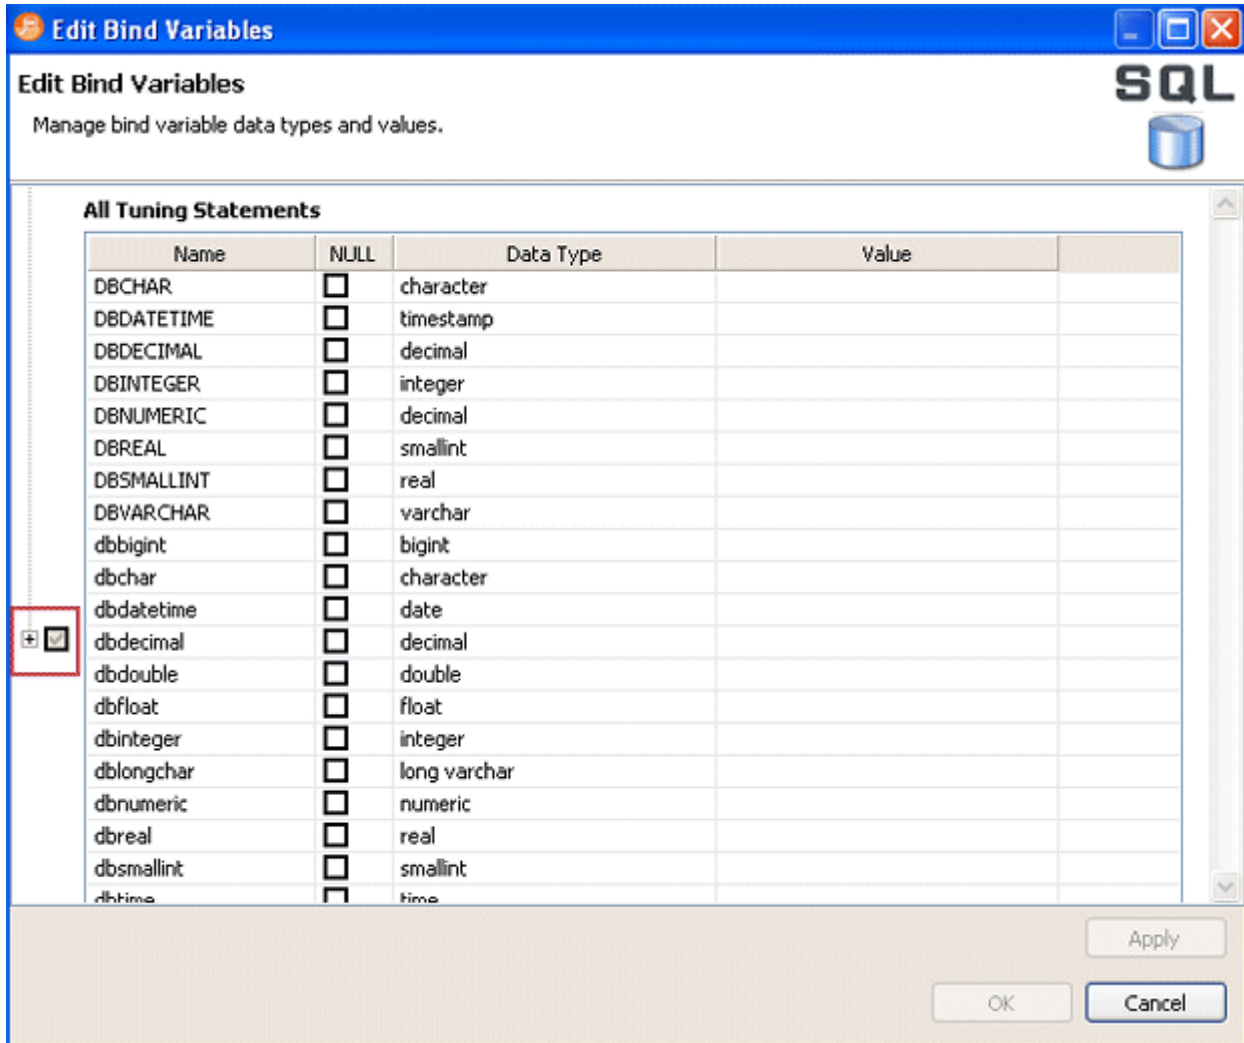 Edit Bind Variables
Edit Bind Variables
SQL
Manage bind variable data types and values.
All Tuning Statements
Name NULL Data Type Value
DBCHAR character
DBDATETIME timestamp
DBDECIMAL decimal
DBINTEGER integer
DBNUMERIC decimal
DBREAL smallint
DBSMALLINT real
DBVARCHAR varchar
dbbigint bigint
dbchar character
dbdatetime date
dbdecimal decimal
dbdouble double
dbfloat float
dbinteger integer
dblongchar long varchar
dbnumeric numeric
dbreal real
dbsmallint smallint
dbtime time
Apply
OK Cancel